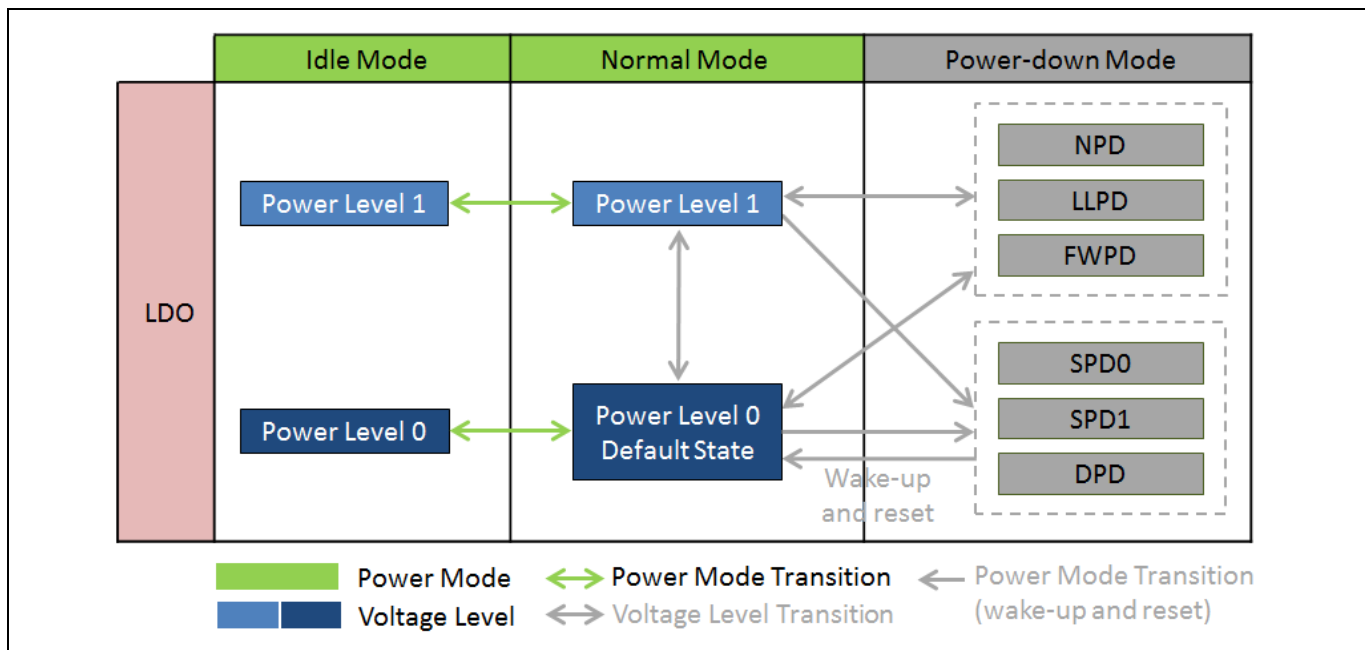 Idle Mode
Normal Mode
Power-down Mode
LDO
Power Level 1
Power Level 1
NPD
LLPD
FWPD
Power Level 0
Power Level 0
Default State
SPD0
SPD1
DPD
Wake-up
and reset
Power Mode
Power Mode Transition
Power Mode Transition
(wake-up and reset)
Voltage Level
Voltage Level Transition